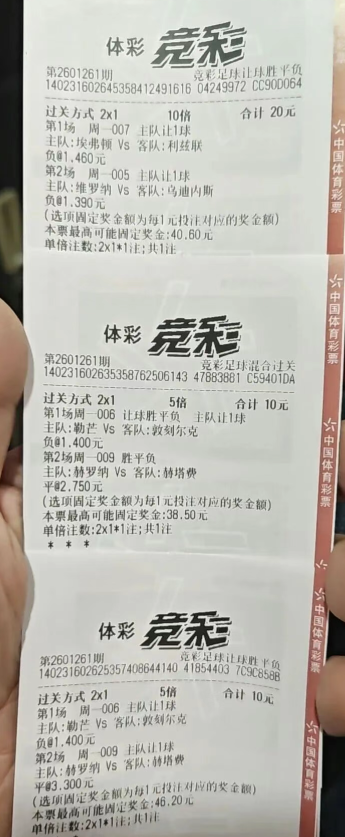 体彩 竞彩
第2601261期 竞彩足球让球胜平负
140231602645358412491616 04249972 CC90D064
过关方式 2x1 10倍 合计 20元
第1场 周一007 主队让1球
主队:埃弗顿 Vs 客队:利兹联
负@1.460元
第2场 周一005 主队让1球
主队:维罗纳 Vs 客队:乌迪内斯
负@1.390元
(选项固定奖金额为每1元投注对应的奖金额)
本票最高可能固定奖金:40.60元
单倍注数:2x1*1注;共1注
体彩 竞彩
第2601261期 竞彩足球混合过关
140231602635358762506143 47883881 C59401DA
过关方式 2x1 5倍 合计 10元
第1场周一006 让球胜平负 主队让1球
主队:勒芒 Vs 客队:敦刻尔克
负@1.400元
第2场周一009 胜平负
主队:赫罗纳 Vs 客队:赫塔费
平@2.750元
(选项固定奖金额为每1元投注对应的奖金额)
本票最高可能固定奖金:38.50元
单倍注数:2x1*1注;共1注
* * *
体彩 竞彩
第2601261期 竞彩足球让球胜平负
140231602625357408644140 41854403 7C9C858B
过关方式 2x1 5倍 合计 10元
第1场 周一006 主队让1球
主队:勒芒 Vs 客队:敦刻尔克
负@1.400元
第2场 周一009 主队让1球
主队:赫罗纳 Vs 客队:赫塔费
平@3.300元
(选项固定奖金额为每1元投注对应的奖金额)
本票最高可能固定奖金:46.20元
单倍注数:2x1*1注;共1注
中国体育彩票
中国体育彩票
中国体育彩票
中国体育彩票
中国体育彩票